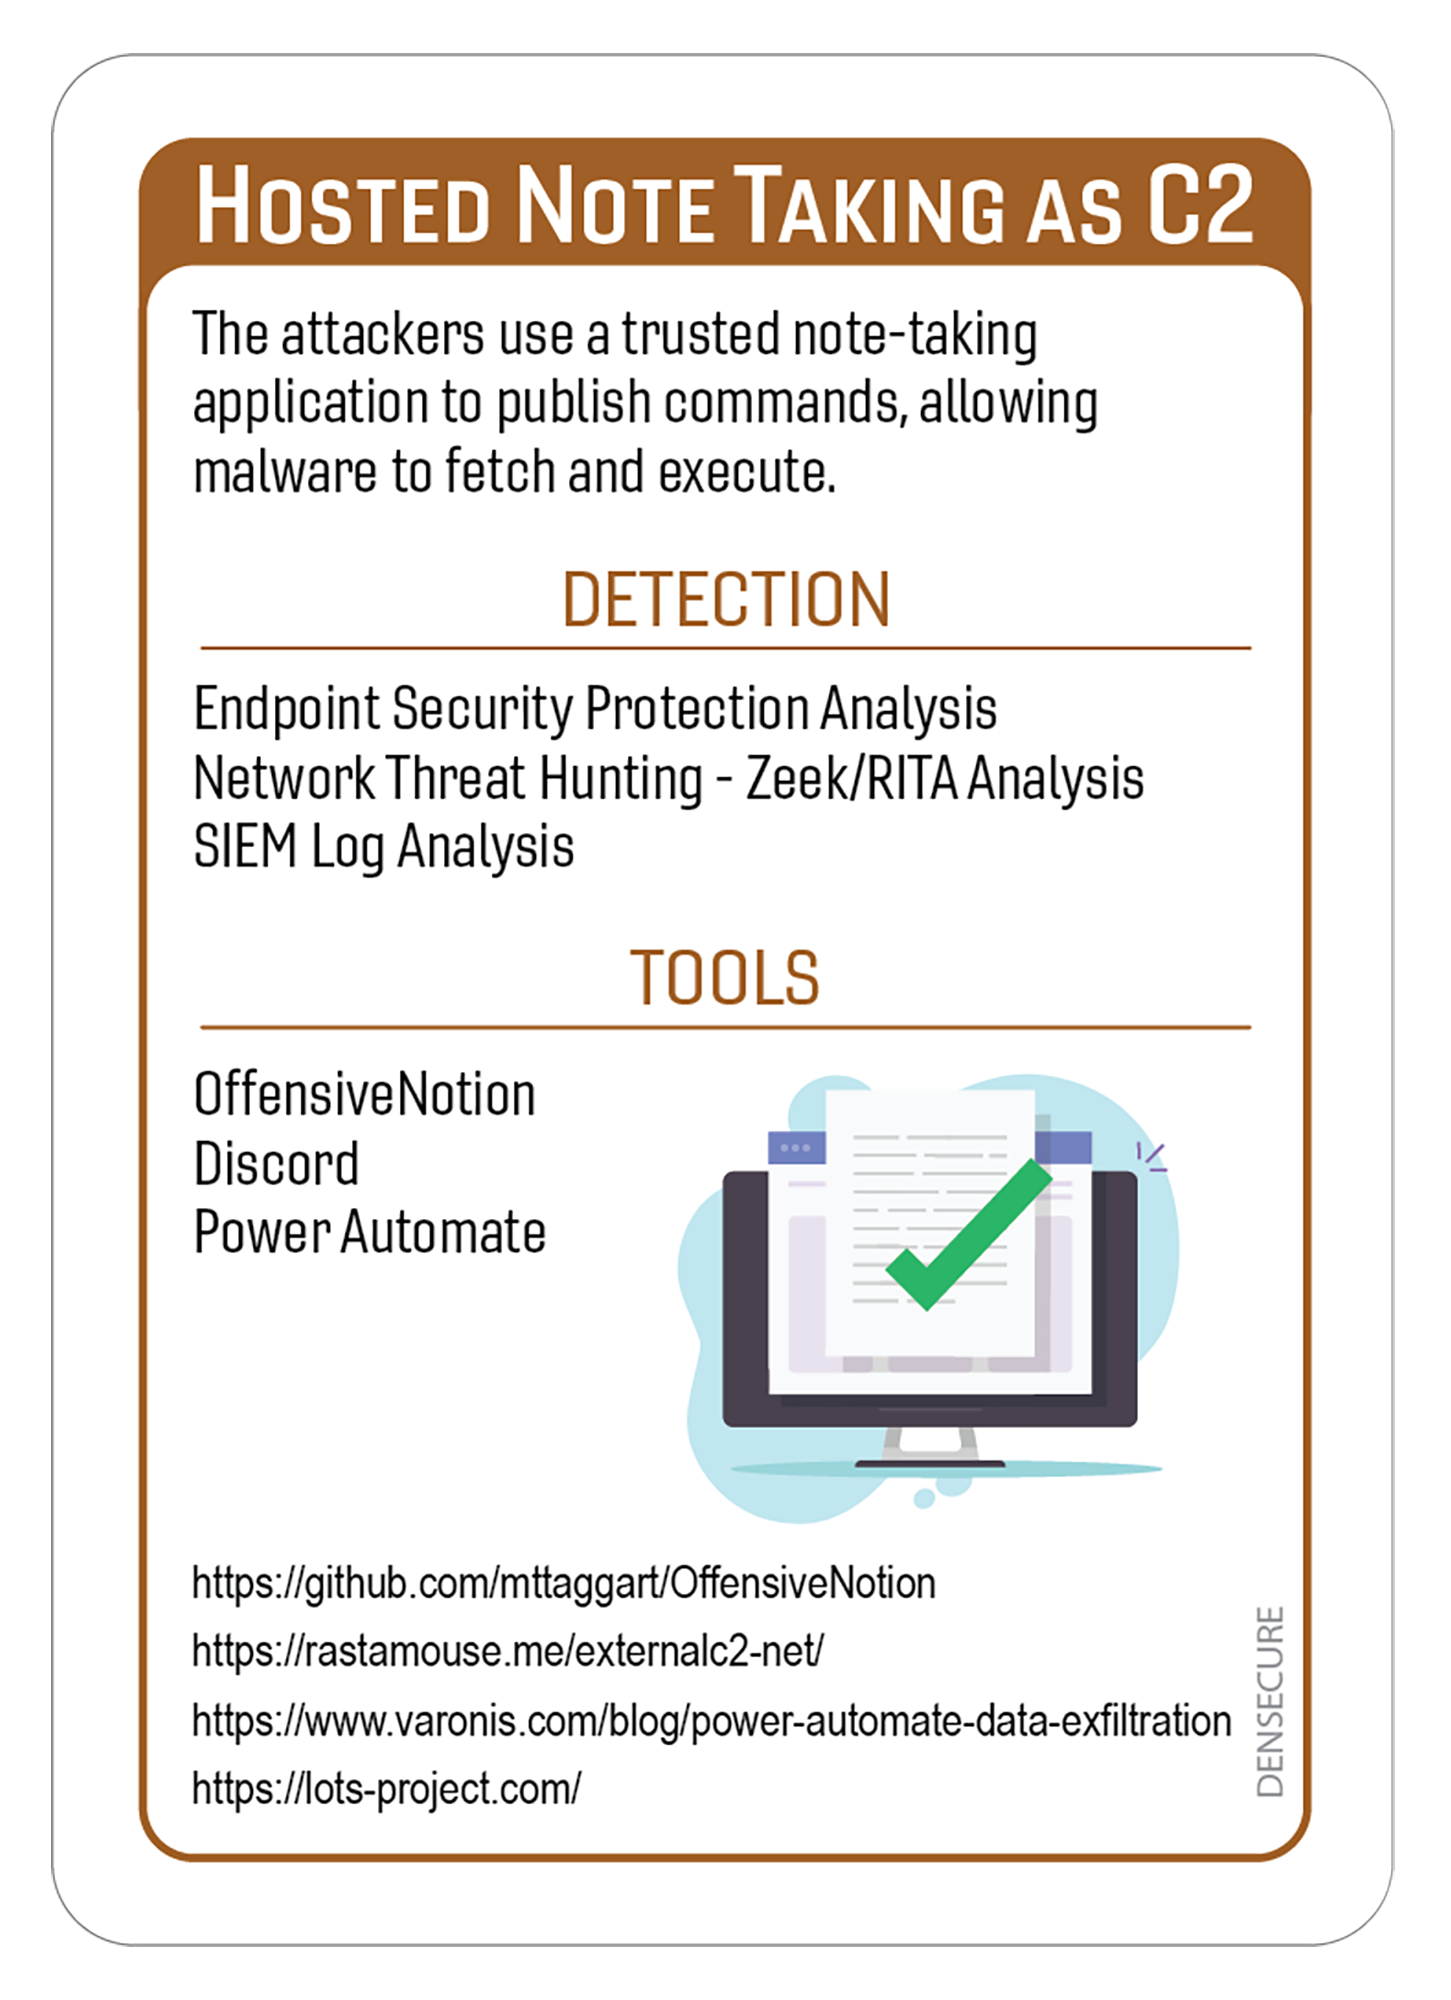 HOSTED NOTE TAKING AS C2
The attackers use a trusted note-taking
application to publish commands, allowing
malware to fetch and execute.
DETECTION
Endpoint Security Protection Analysis
Network Threat Hunting - Zeek/RITA Analysis
SIEM Log Analysis
TOOLS
OffensiveNotion
Discord
Power Automate
https://github.com/mttaggart/OffensiveNotion
https://rastamouse.me/externalc2-net/
https://www.varonis.com/blog/power-automate-data-exfiltration
https://lots-project.com/
DENSECURE